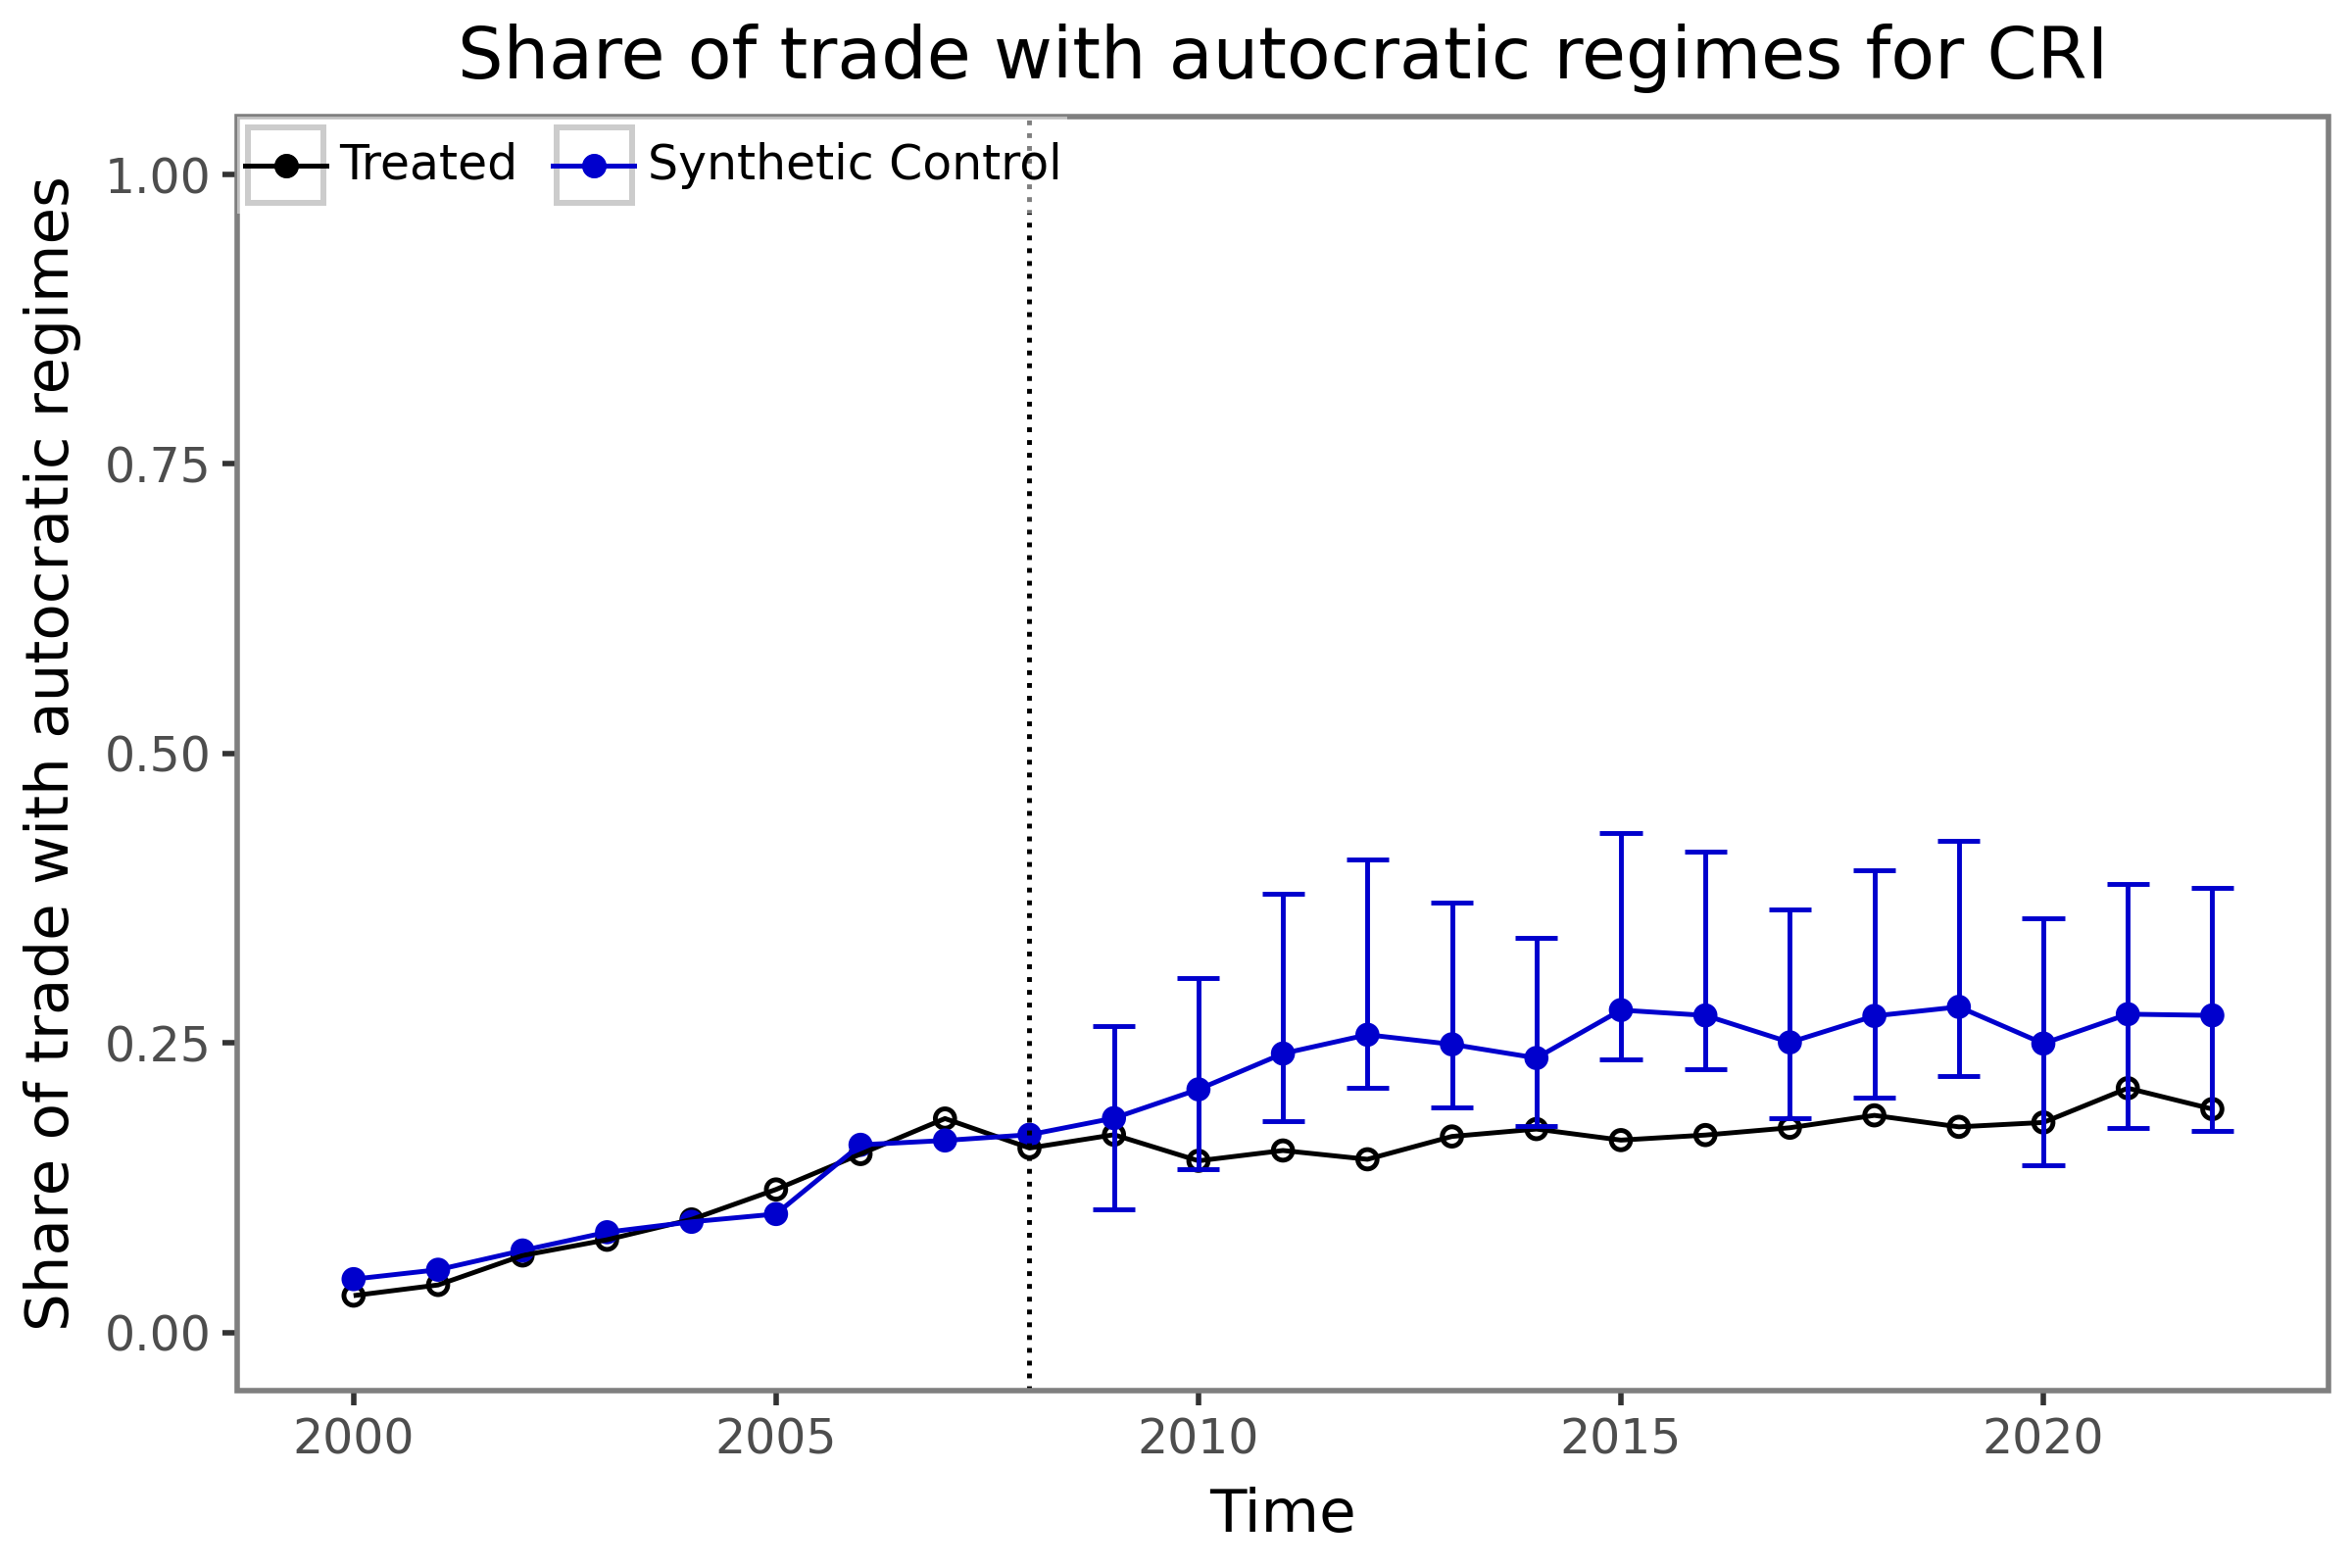 Share of trade with autocratic regimes for CRI
Treated
Synthetic Control
Share of trade with autocratic regimes
1.00
0.75
0.50
0.25
0.00
2000
2005
2010
2015
2020
Time